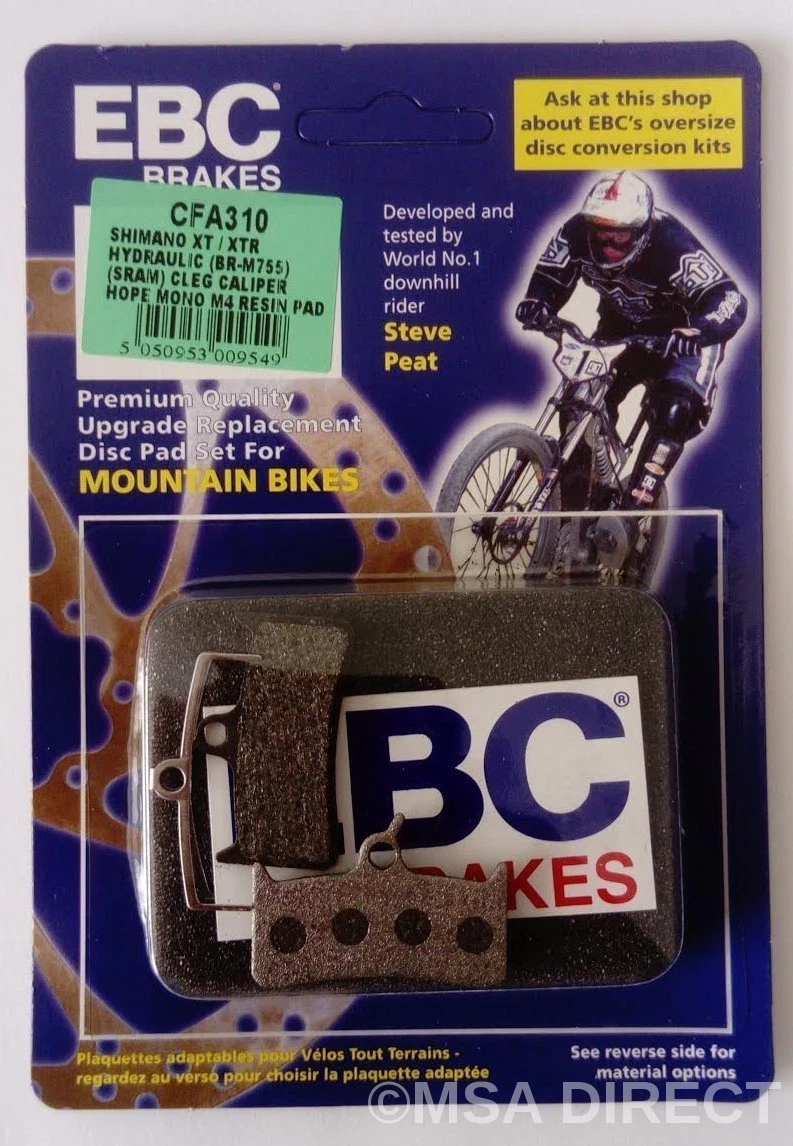 EBC®
BRAKES
Ask at this shop
about EBC's oversize
disc conversion kits
CFA310
SHIMANO XT / XTR
HYDRAULIC (BR-M755)
(SRAM) CLEG CALIPER
HOPE MONO M4 RESIN PAD
5 050953 009549
Developed and
tested by
World No.1
downhill
rider
Steve
Peat
1
Premium Quality
Upgrade Replacement
Disc Pad Set For
MOUNTAIN BIKES
BC®
AKES
Plaquettes adaptables pour Vélos Tout Terrains -
regardez au verso pour choisir la plaquette adaptée
See reverse side for
material options
©MSA DIRECT